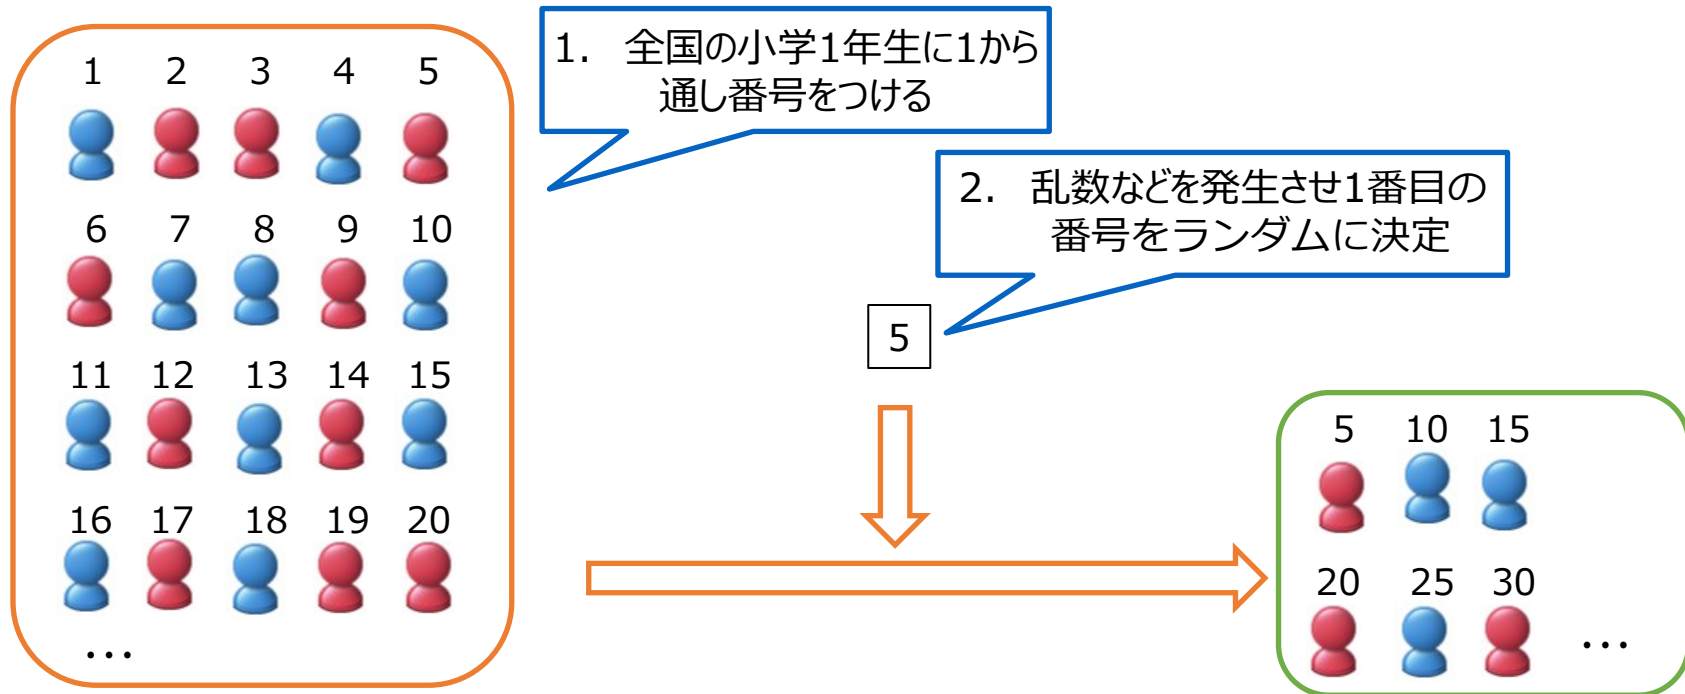 1 2 3 4 5
6 7 8 9 10
11 12 13 14 15
16 17 18 19 20
...
1. 全国の小学1年生に1から
通し番号をつける
2. 乱数などを発生させ1番目の
番号をランダムに決定
5
5 10 15
20 25 30
...